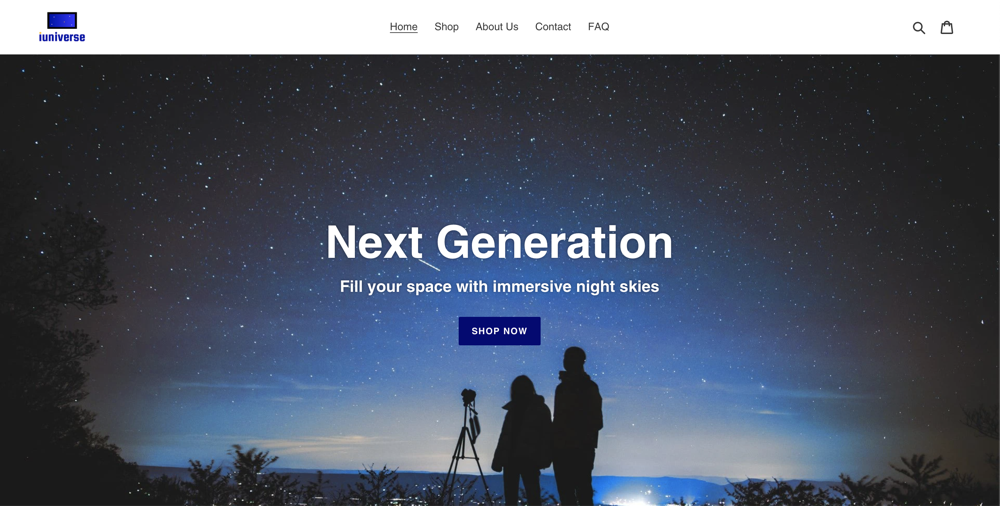 iuniverse
Home Shop About Us Contact FAQ
Next Generation
Fill your space with immersive night skies
SHOP NOW